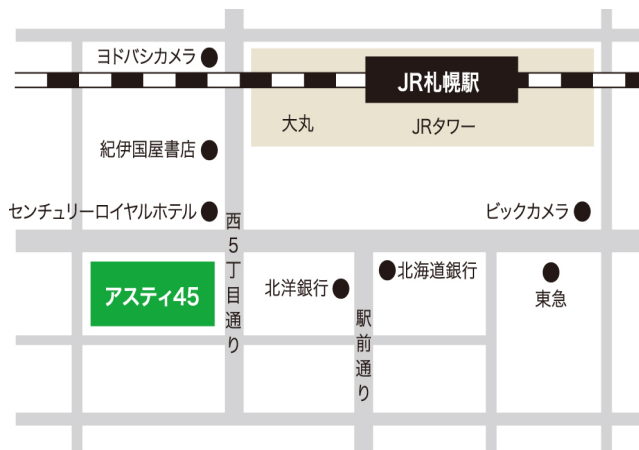 ヨドバシカメラ
JR札幌駅
大丸
JRタワー
紀伊国屋書店
センチュリーロイヤルホテル
ビックカメラ
西5丁目通り
アスティ45
北洋銀行
北海道銀行
東急
駅前通り